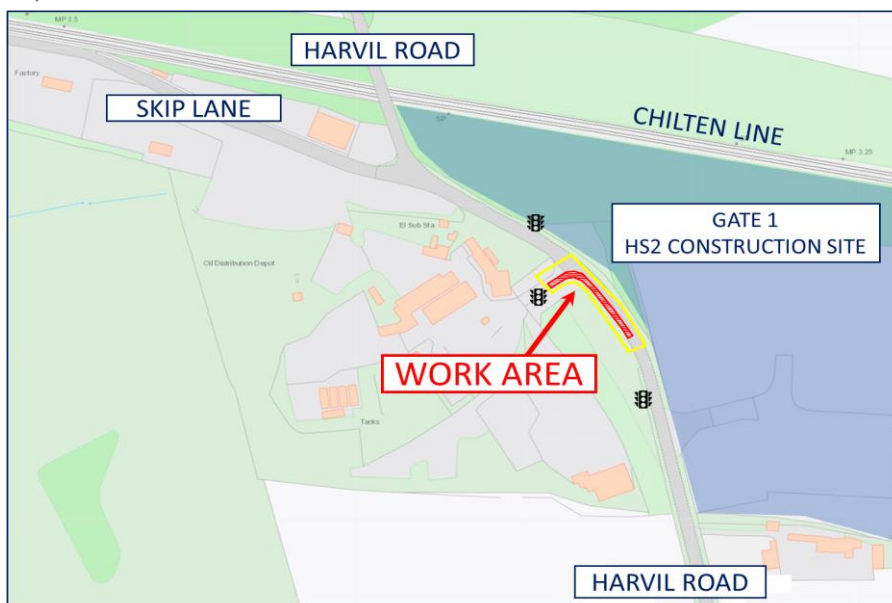 MP 3.5
HARVIL ROAD
Factory
SKIP LANE
SP
CHILTEN LINE
MP 3.25
GATE 1
HS2 CONSTRUCTION SITE
El Sub Sta
Oil Distribution Depot
WORK AREA
Tanks
HARVIL ROAD